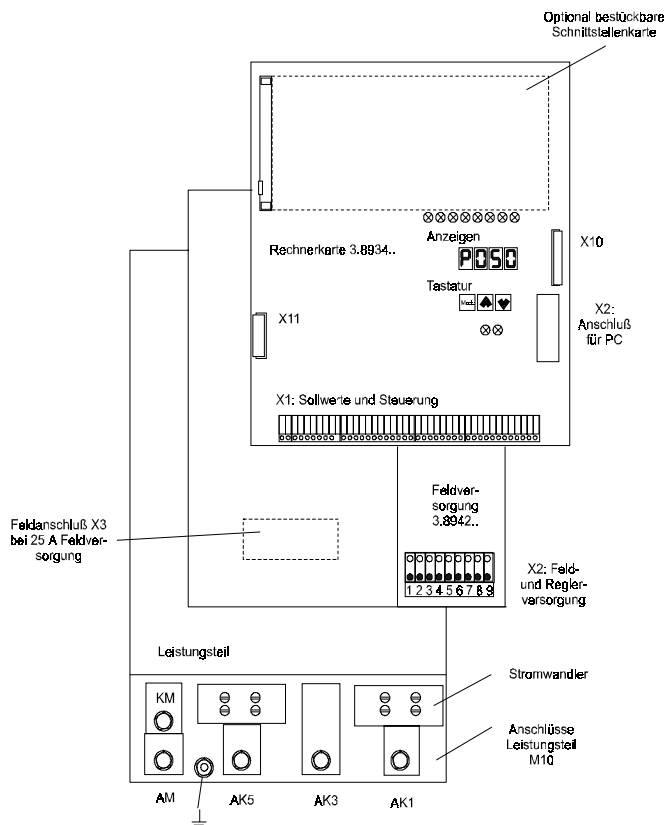 Optional bestückbare
Schnittstellenkarte
Rechnerkarte 3.8934..
Anzeigen
P050
Tastatur
Mode
X10
X2:
Anschluß
für PC
X11
X1: Sollwerte und Steuerung
Feldver-
sorgung
3.8942..
Feldanschluß X3
bei 25 A Feldver-
sorgung
1 2 3 4 5 6 7 8 9
X2: Feld-
und Regler-
versorgung
Leistungsteil
Stromwandler
KM
Anschlüsse
Leistungsteil
M10
AM
AK5
AK3
AK1